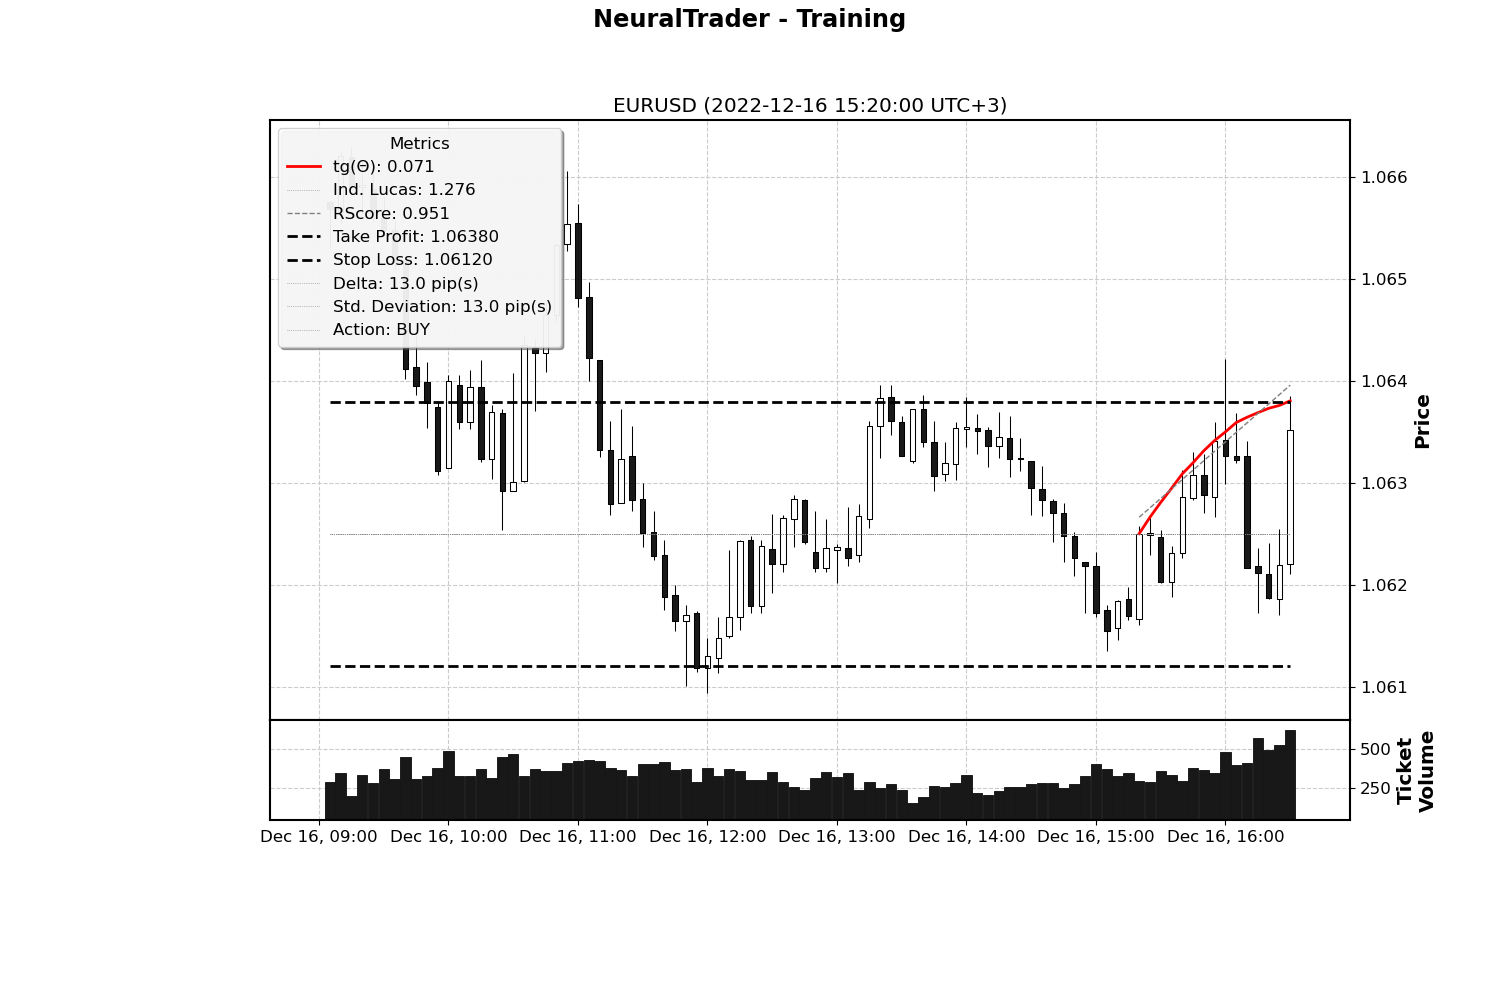 NeuralTrader - Training
EURUSD (2022-12-16 15:20:00 UTC+3)
Metrics
tg(Θ): 0.071
Ind. Lucas: 1.276
RScore: 0.951
Take Profit: 1.06380
Stop Loss: 1.06120
Delta: 13.0 pip(s)
Std. Deviation: 13.0 pip(s)
Action: BUY
1.066
1.065
1.064
1.063
1.062
1.061
Price
500
250
Ticket
Volume
Dec 16, 09:00
Dec 16, 10:00
Dec 16, 11:00
Dec 16, 12:00
Dec 16, 13:00
Dec 16, 14:00
Dec 16, 15:00
Dec 16, 16:00